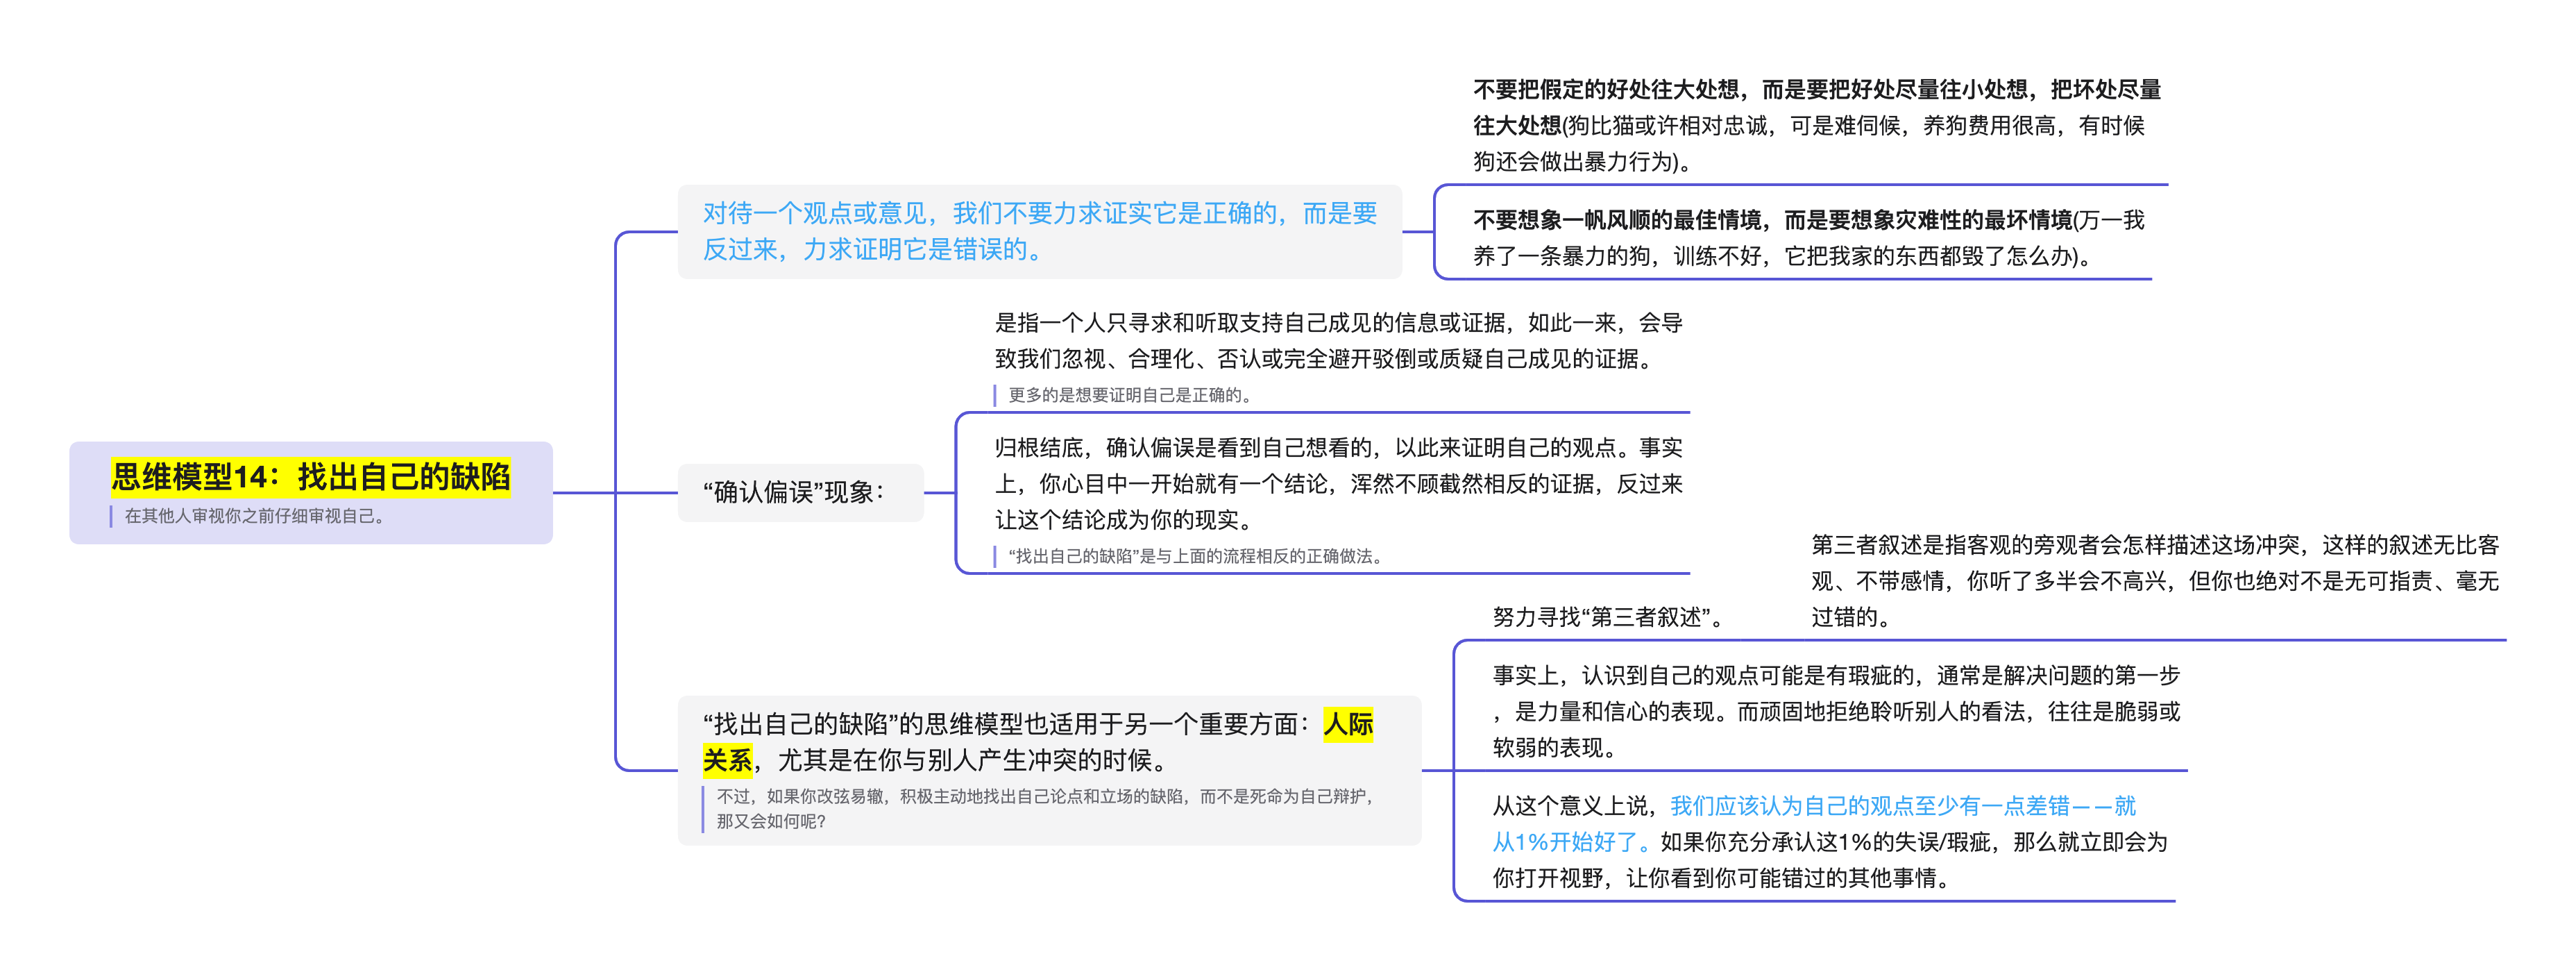 思维模型14：找出自己的缺陷
在其他人审视你之前仔细审视自己。
对待一个观点或意见，我们不要力求证实它是正确的，而是要
反过来，力求证明它是错误的。
不要把假定的好处往大处想，而是要把好处尽量往小处想，把坏处尽量
往大处想(狗比猫或许相对忠诚，可是难伺候，养狗费用很高，有时候
狗还会做出暴力行为)。
不要想象一帆风顺的最佳情境，而是要想象灾难性的最坏情境(万一我
养了一条暴力的狗，训练不好，它把我家的东西都毁了怎么办)。
“确认偏误”现象：
是指一个人只寻求和听取支持自己成见的信息或证据，如此一来，会导
致我们忽视、合理化、否认或完全避开驳倒或质疑自己成见的证据。
更多的是想要证明自己是正确的。
归根结底，确认偏误是看到自己想看的，以此来证明自己的观点。事实
上，你心目中一开始就有一个结论，浑然不顾截然相反的证据，反过来
让这个结论成为你的现实。
“找出自己的缺陷”是与上面的流程相反的正确做法。
“找出自己的缺陷”的思维模型也适用于另一个重要方面：人际
关系，尤其是在你与别人产生冲突的时候。
不过，如果你改弦易辙，积极主动地找出自己论点和立场的缺陷，而不是死命为自己辩护，
那又会如何呢?
努力寻找“第三者叙述”。
第三者叙述是指客观的旁观者会怎样描述这场冲突，这样的叙述无比客
观、不带感情，你听了多半会不高兴，但你也绝对不是无可指责、毫无
过错的。
事实上，认识到自己的观点可能是有瑕疵的，通常是解决问题的第一步
，是力量和信心的表现。而顽固地拒绝聆听别人的看法，往往是脆弱或
软弱的表现。
从这个意义上说，我们应该认为自己的观点至少有一点差错——就
从1%开始好了。如果你充分承认这1%的失误/瑕疵，那么就立即会为
你打开视野，让你看到你可能错过的其他事情。